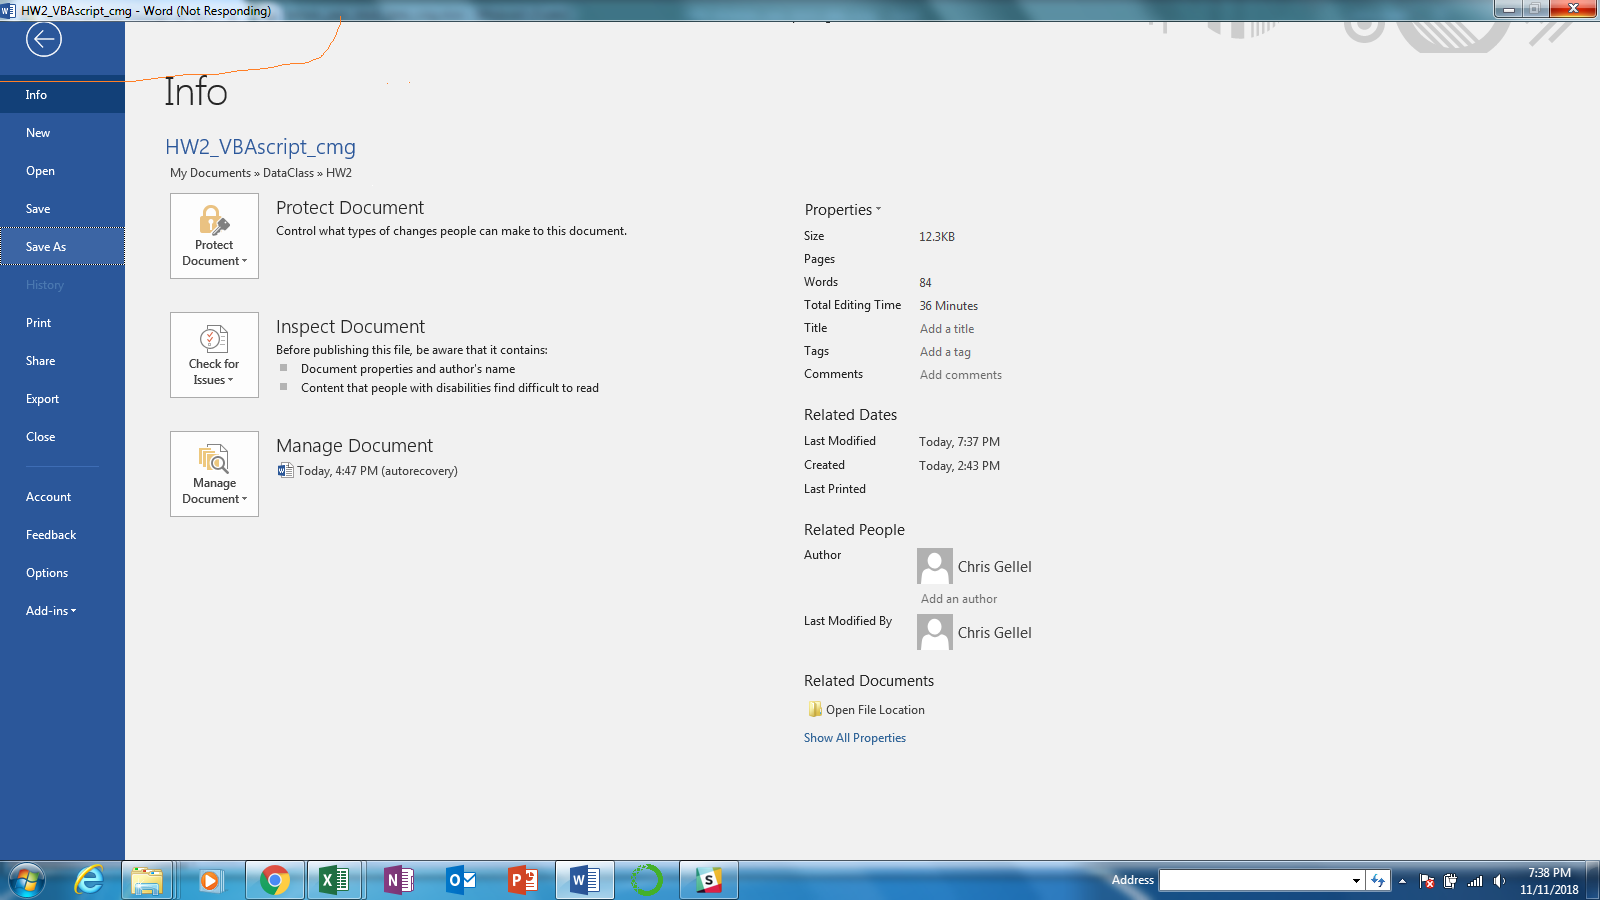 HW2_VBAscript_cmg - Word (Not Responding)
Info
New
Open
Save
Save As
History
Print
Share
Export
Close
Account
Feedback
Options
Add-ins
Info
HW2_VBAscript_cmg
My Documents » DataClass » HW2
Protect Document
Protect Document
Control what types of changes people can make to this document.
Check for Issues
Inspect Document
Before publishing this file, be aware that it contains:
Document properties and author's name
Content that people with disabilities find difficult to read
Manage Document
Manage Document
Today, 4:47 PM (autorecovery)
Properties
Size 12.3KB
Pages
Words 84
Total Editing Time 36 Minutes
Title Add a title
Tags Add a tag
Comments Add comments
Related Dates
Last Modified Today, 7:37 PM
Created Today, 2:43 PM
Last Printed
Related People
Author Chris Gellel
Add an author
Last Modified By Chris Gellel
Related Documents
Open File Location
Show All Properties
Address
7:38 PM
11/11/2018